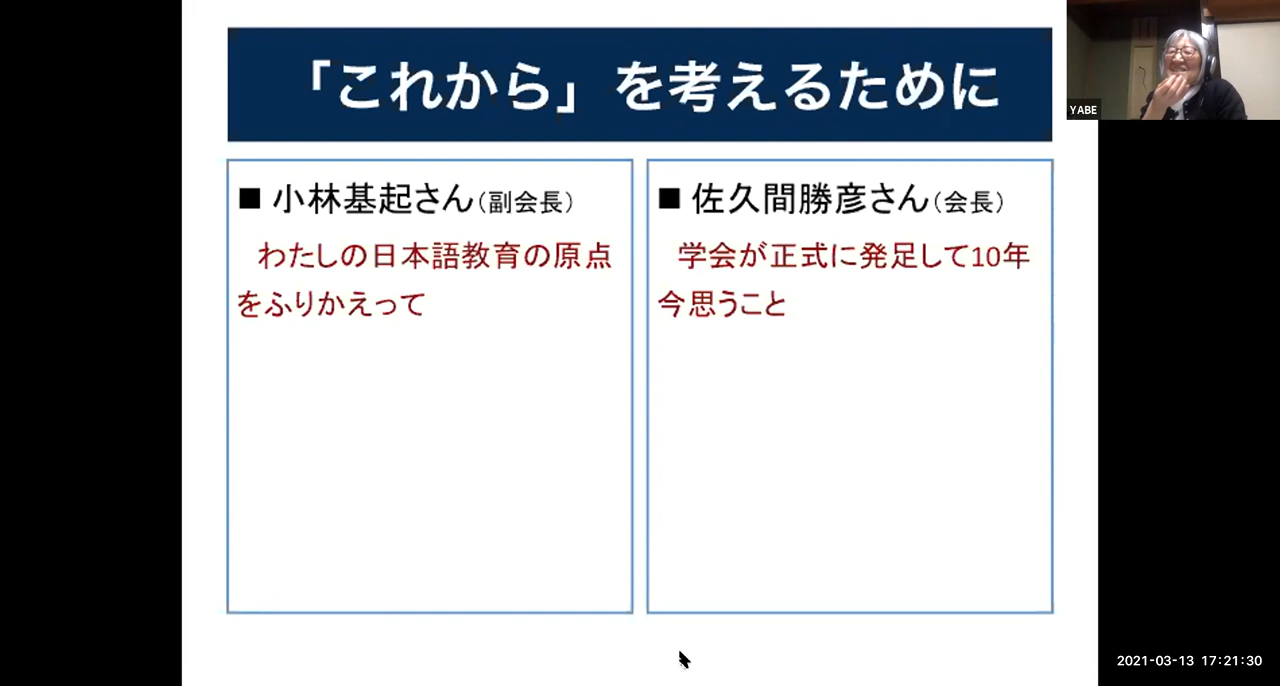 「これから」を考えるために
■ 小林基起さん（副会長）
わたしの日本語教育の原点
をふりかえって
■ 佐久間勝彦さん（会長）
学会が正式に発足して10年
今思うこと
YABE
2021-03-13 17:21:30